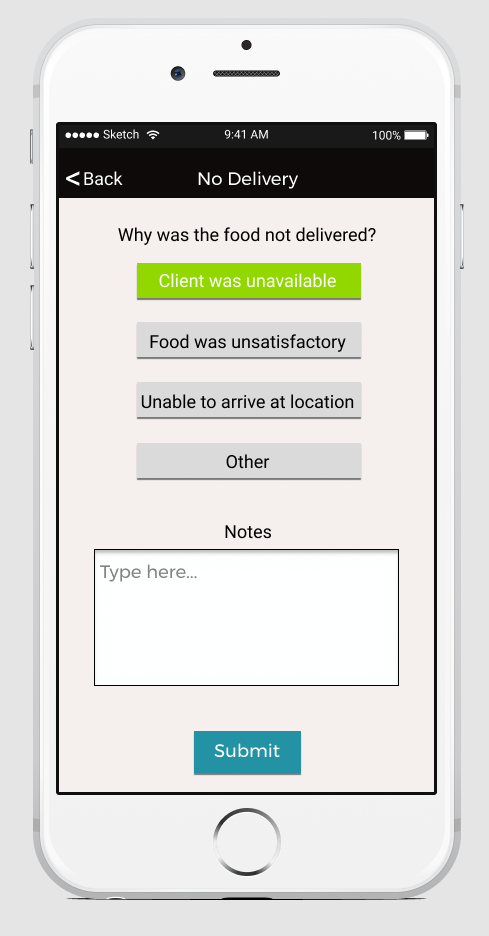 ●●●●● Sketch 9:41 AM 100%
< Back No Delivery
Why was the food not delivered?
Client was unavailable
Food was unsatisfactory
Unable to arrive at location
Other
Notes
Type here...
Submit